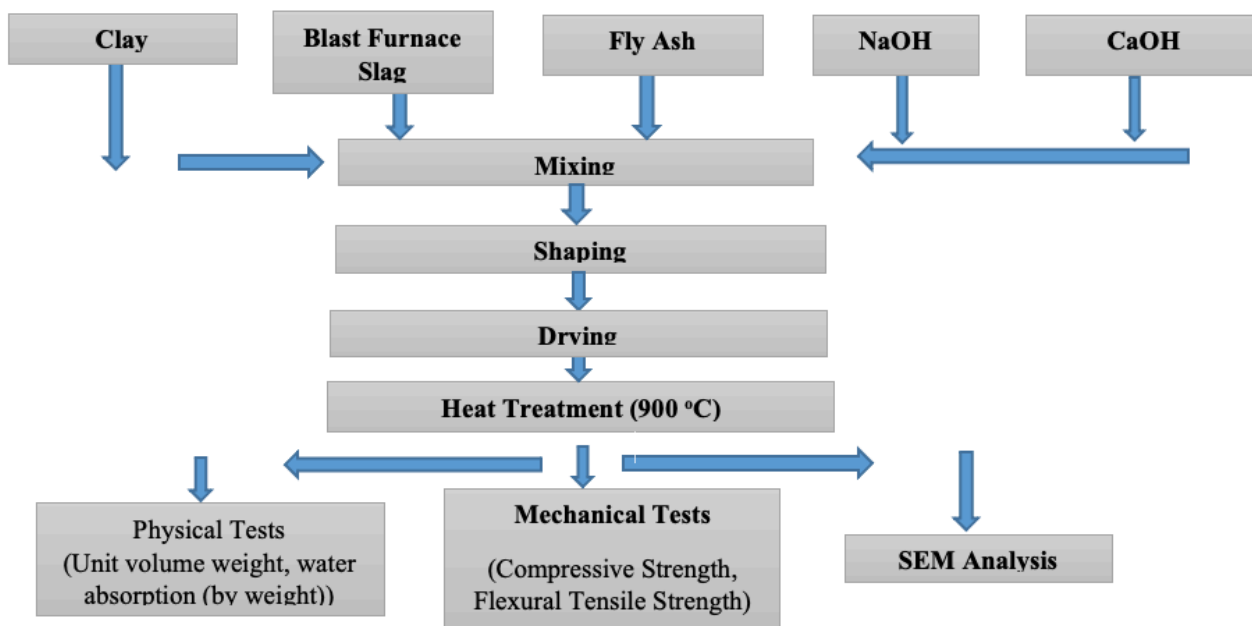 Clay
Blast Furnace
Slag
Fly Ash
NaOH
CaOH
Mixing
Shaping
Drying
Heat Treatment (900 °C)
Physical Tests
(Unit volume weight, water
absorption (by weight))
Mechanical Tests
(Compressive Strength,
Flexural Tensile Strength)
SEM Analysis